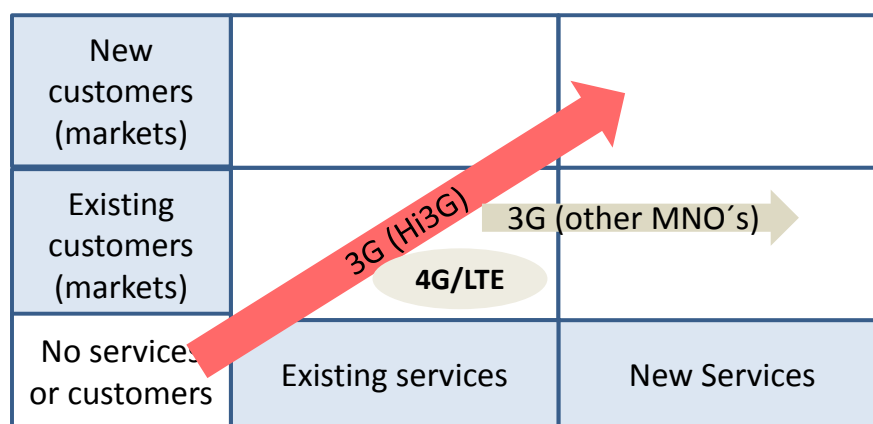 New
customers
(markets)
Existing
customers
(markets)
3G (Hi3G)
3G (other MNO´s)
4G/LTE
No services
or customers
Existing services
New Services